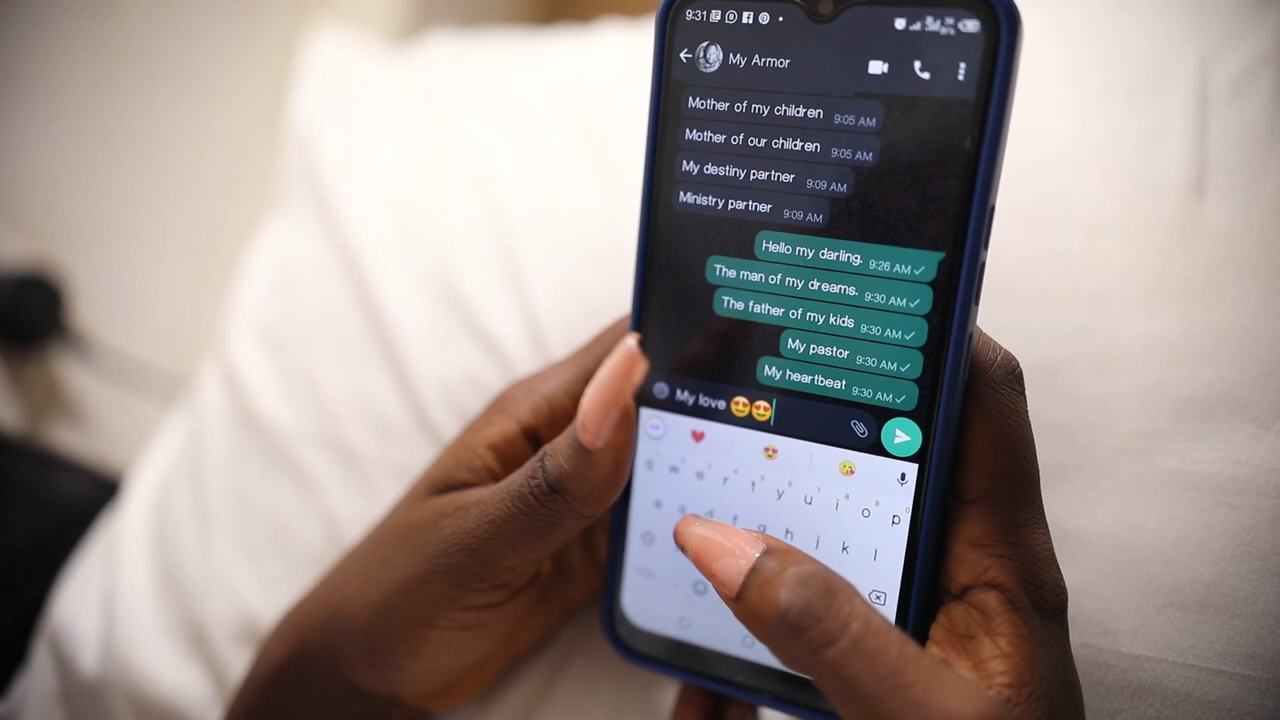 9:31
My Armor
Mother of my children 9:05 AM
Mother of our children 9:05 AM
My destiny partner 9:09 AM
Ministry partner 9:09 AM
Hello my darling. 9:26 AM
The man of my dreams. 9:30 AM
The father of my kids 9:30 AM
My pastor 9:30 AM
My heartbeat 9:30 AM
My love 😍😍
w e r t y u i o p
f g h j k l